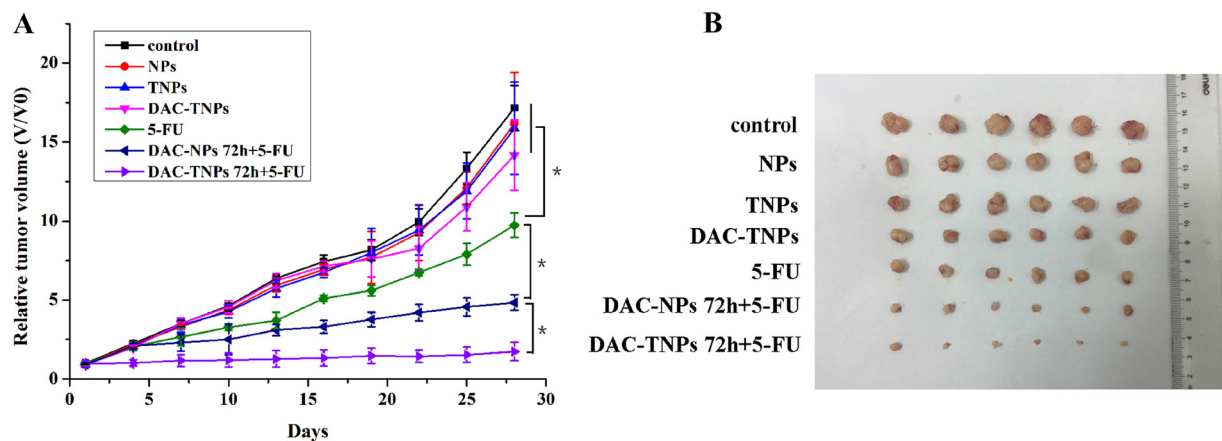 A
control
NPs
TNPs
DAC-TNPs
5-FU
DAC-NPs 72h+5-FU
DAC-TNPs 72h+5-FU
Relative tumor volume (V/V0)
20
15
10
5
0
0
5
10
15
20
25
30
Days
*
*
*
B
control
NPs
TNPs
DAC-TNPs
5-FU
DAC-NPs 72h+5-FU
DAC-TNPs 72h+5-FU